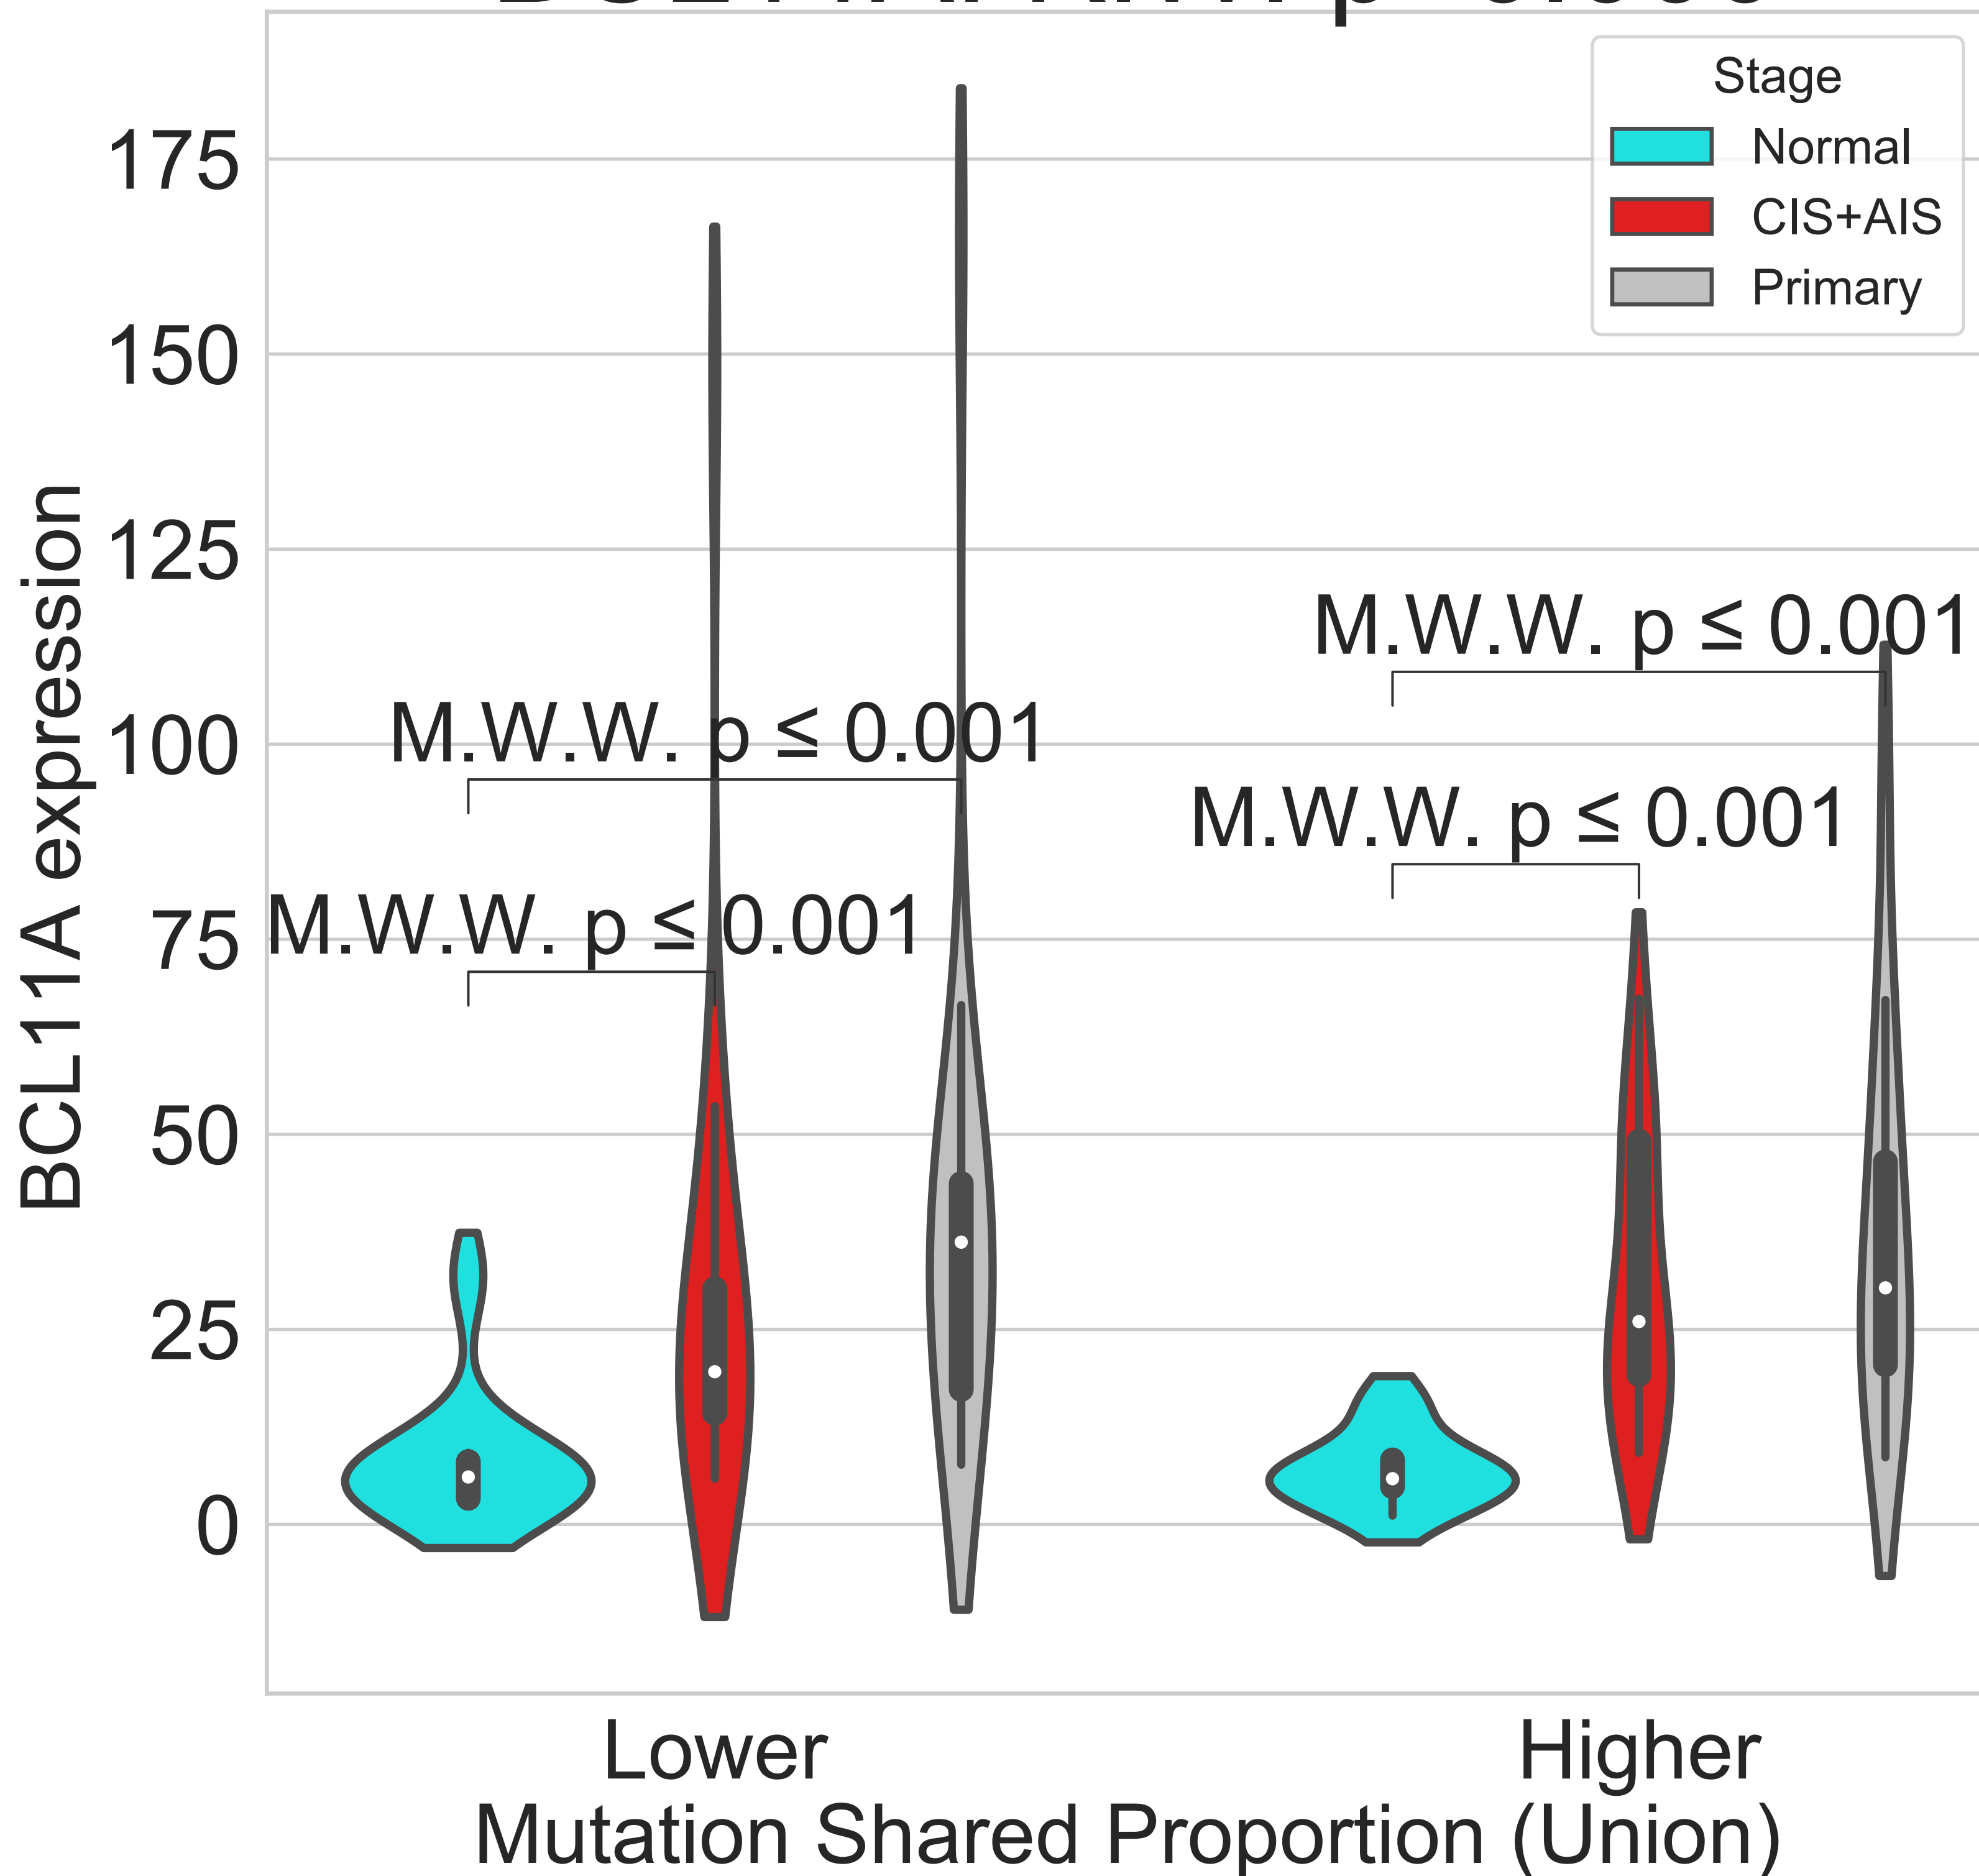 Stage
Normal
CIS+AIS
Primary
BCL11A expression
175
150
125
100
75
50
25
0
M.W.W. p ≤ 0.001
M.W.W. p ≤ 0.001
M.W.W. p ≤ 0.001
M.W.W. p ≤ 0.001
Lower
Higher
Mutation Shared Proportion (Union)